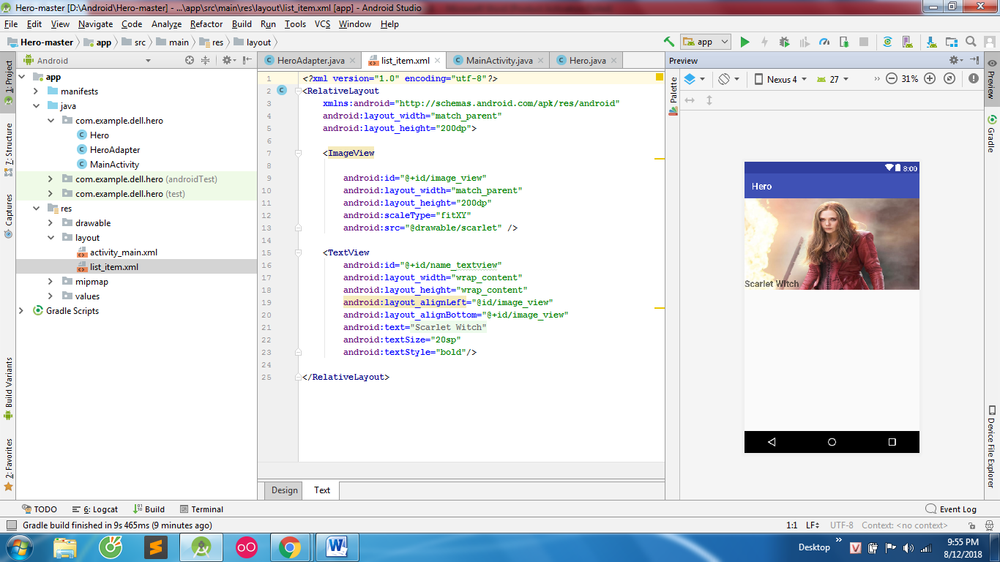 Hero-master [D:\Android\Hero-master] - ...\app\src\main\res\layout\list_item.xml [app] - Android Studio
File Edit View Navigate Code Analyze Refactor Build Run Tools VCS Window Help
Hero-master app src main res layout app
Android HeroAdapter.java list_item.xml MainActivity.java Hero.java Preview
1: Project
7: Structure
Captures
Build Variants
2: Favorites
app
manifests
java
com.example.dell.hero
Hero
HeroAdapter
MainActivity
com.example.dell.hero (androidTest)
com.example.dell.hero (test)
res
drawable
layout
activity_main.xml
list_item.xml
mipmap
values
Gradle Scripts
1 <?xml version="1.0" encoding="utf-8"?>
2 <RelativeLayout
3 xmlns:android="http://schemas.android.com/apk/res/android"
4 android:layout_width="match_parent"
5 android:layout_height="200dp">
6
7 <ImageView
8
9 android:id="@+id/image_view"
10 android:layout_width="match_parent"
11 android:layout_height="200dp"
12 android:scaleType="fitXY"
13 android:src="@drawable/scarlet" />
14
15 <TextView
16 android:id="@+id/name_textview"
17 android:layout_width="wrap_content"
18 android:layout_height="wrap_content"
19 android:layout_alignLeft="@id/image_view"
20 android:layout_alignBottom="@+id/image_view"
21 android:text="Scarlet Witch"
22 android:textSize="20sp"
23 android:textStyle="bold"/>
24
25 </RelativeLayout>
Design Text
Palette
Nexus 4 27 31%
8:00
Hero
Scarlet Witch
Preview
Gradle
Device File Explorer
TODO 6: Logcat Build Terminal Event Log
Gradle build finished in 9s 465ms (9 minutes ago) 1:1 LF UTF-8 Context: <no context>
Desktop 9:55 PM
8/12/2018